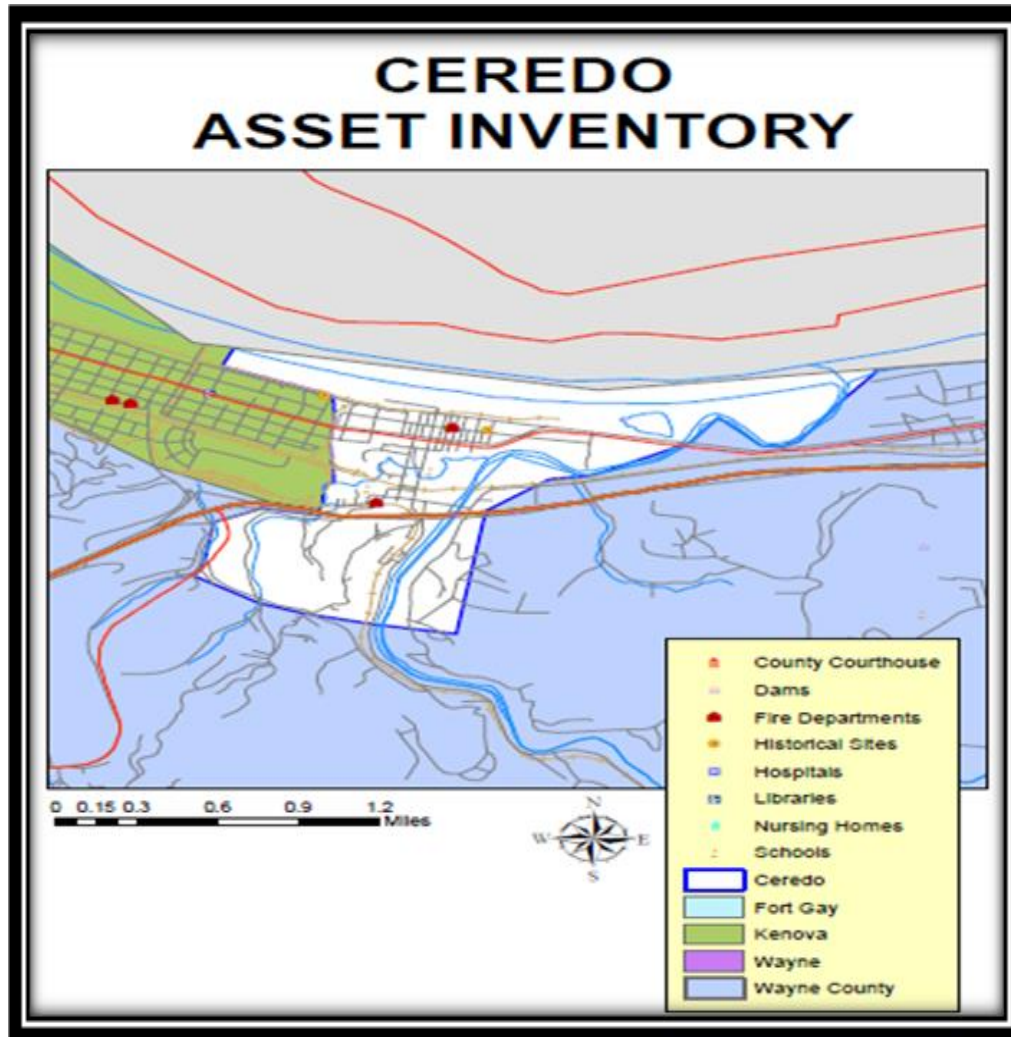 CEREDO
ASSET INVENTORY
0 0.15 0.3 0.6 0.9 1.2
Miles
N
W E
S
County Courthouse
Dams
Fire Departments
Historical Sites
Hospitals
Libraries
Nursing Homes
Schools
Ceredo
Fort Gay
Kenova
Wayne
Wayne County